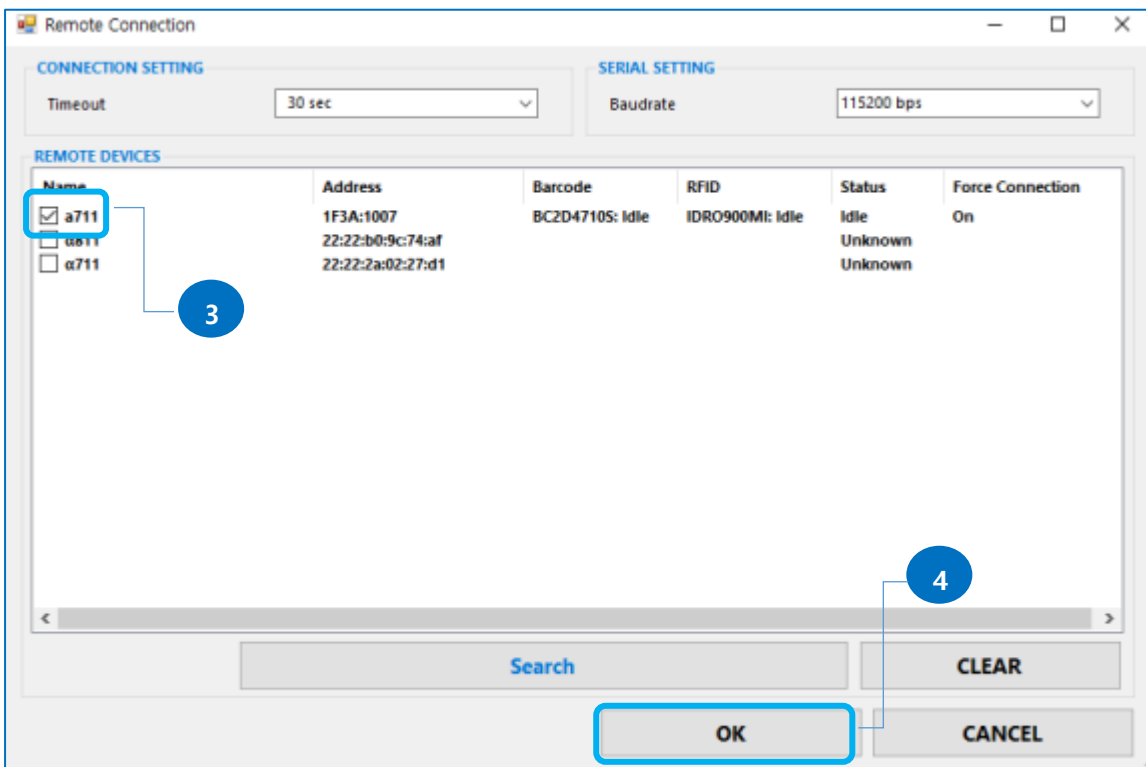 Remote Connection
CONNECTION SETTING
Timeout 30 sec
SERIAL SETTING
Baudrate 115200 bps
REMOTE DEVICES
Name Address Barcode RFID Status Force Connection
a711 1F3A:1007 BC2D4710S: Idle IDRO900MI: Idle Idle On
α811 22:22:b0:9c:74:af Unknown
α711 22:22:2a:02:27:d1 Unknown
3
4
Search CLEAR
OK CANCEL